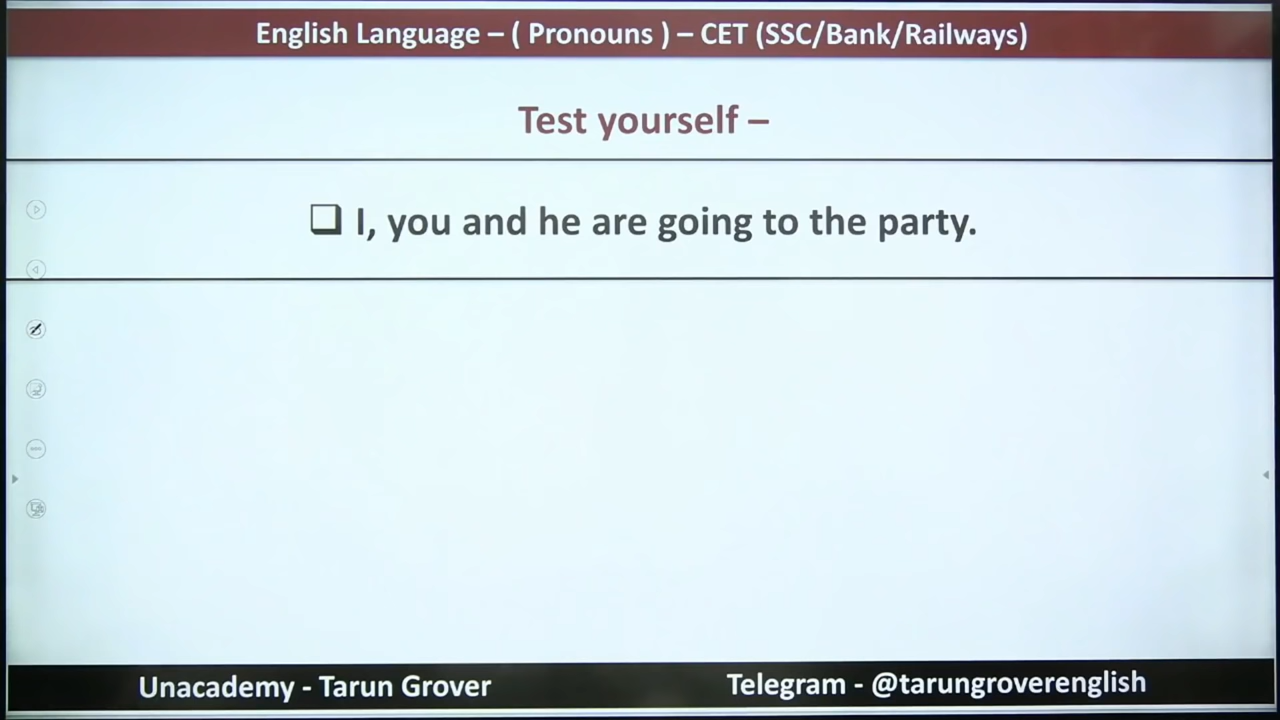 English Language – ( Pronouns ) – CET (SSC/Bank/Railways)
Test yourself –
❑ I, you and he are going to the party.
Unacademy - Tarun Grover
Telegram - @tarungroverenglish